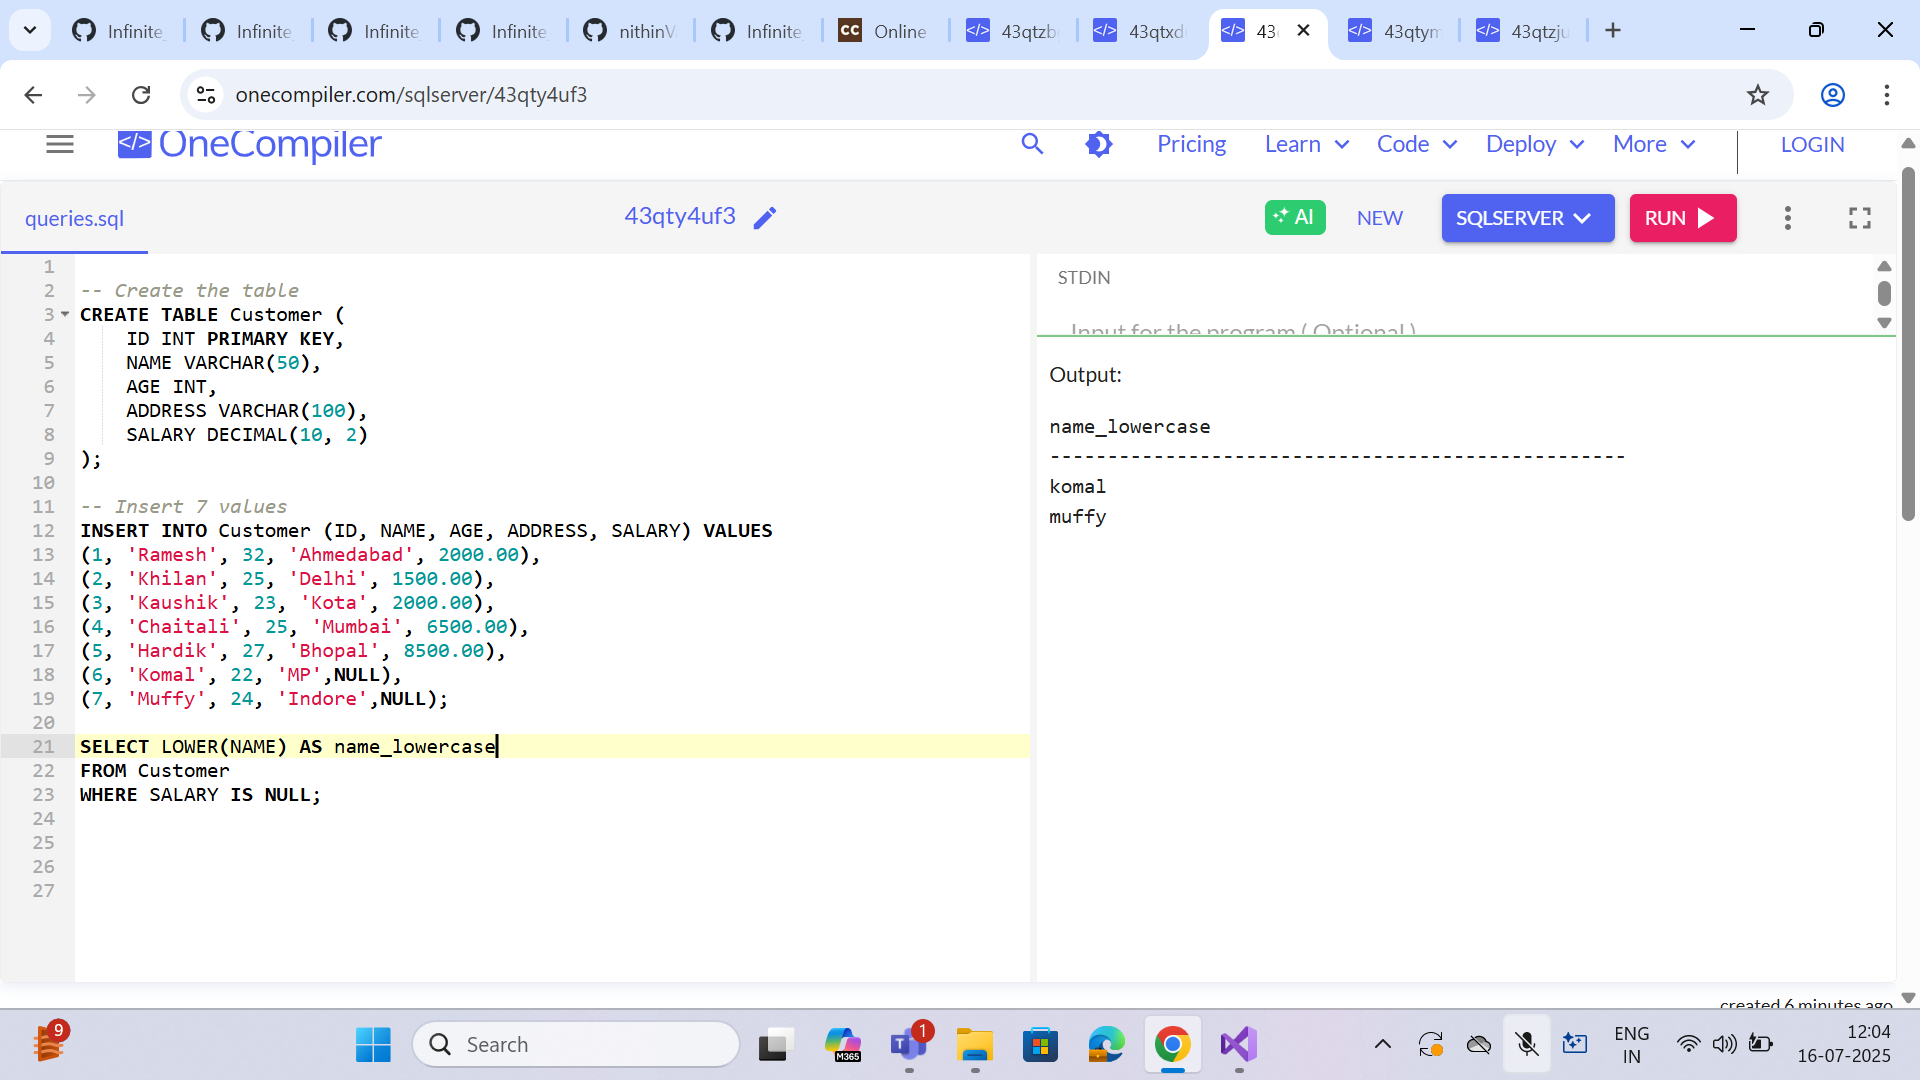 Infinite
Infinite
Infinite
Infinite
nithinV
Infinite
CC Online
43qtzb
43qtxd
43
43qtym
43qtzju
onecompiler.com/sqlserver/43qty4uf3
</> OneCompiler
Pricing
Learn
Code
Deploy
More
LOGIN
queries.sql
43qty4uf3
AI
NEW
SQLSERVER
RUN
1
2 -- Create the table
3 CREATE TABLE Customer (
4 ID INT PRIMARY KEY,
5 NAME VARCHAR(50),
6 AGE INT,
7 ADDRESS VARCHAR(100),
8 SALARY DECIMAL(10, 2)
9 );
10
11 -- Insert 7 values
12 INSERT INTO Customer (ID, NAME, AGE, ADDRESS, SALARY) VALUES
13 (1, 'Ramesh', 32, 'Ahmedabad', 2000.00),
14 (2, 'Khilan', 25, 'Delhi', 1500.00),
15 (3, 'Kaushik', 23, 'Kota', 2000.00),
16 (4, 'Chaitali', 25, 'Mumbai', 6500.00),
17 (5, 'Hardik', 27, 'Bhopal', 8500.00),
18 (6, 'Komal', 22, 'MP',NULL),
19 (7, 'Muffy', 24, 'Indore',NULL);
20
21 SELECT LOWER(NAME) AS name_lowercase
22 FROM Customer
23 WHERE SALARY IS NULL;
24
25
26
27
STDIN
Input for the program ( Optional )
Output:
name_lowercase
--------------------------------------------------
komal
muffy
created 6 minutes ago
9
Search
M365
1
ENG
IN
12:04
16-07-2025